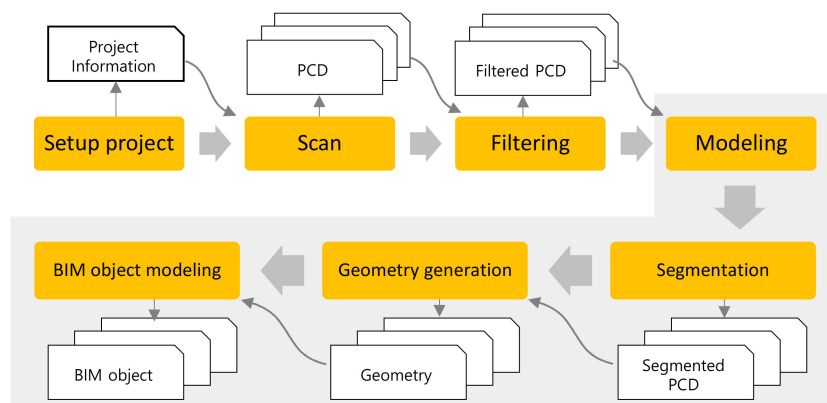 Project
Information
PCD
Filtered PCD
Setup project
Scan
Filtering
Modeling
BIM object modeling
Geometry generation
Segmentation
BIM object
Geometry
Segmented
PCD